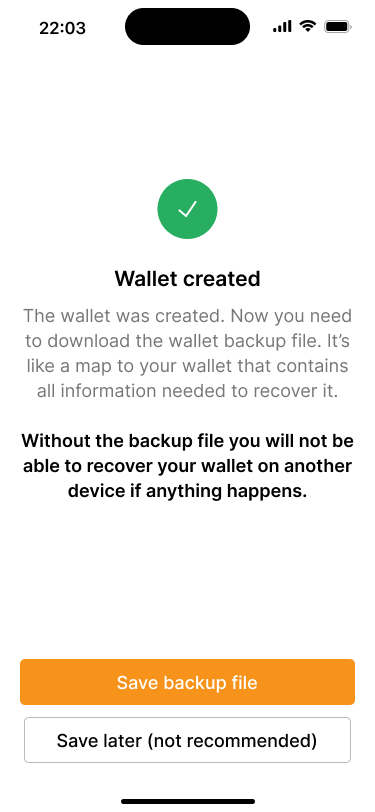 22:03
Wallet created
The wallet was created. Now you need
to download the wallet backup file. It’s
like a map to your wallet that contains
all information needed to recover it.
Without the backup file you will not be
able to recover your wallet on another
device if anything happens.
Save backup file
Save later (not recommended)